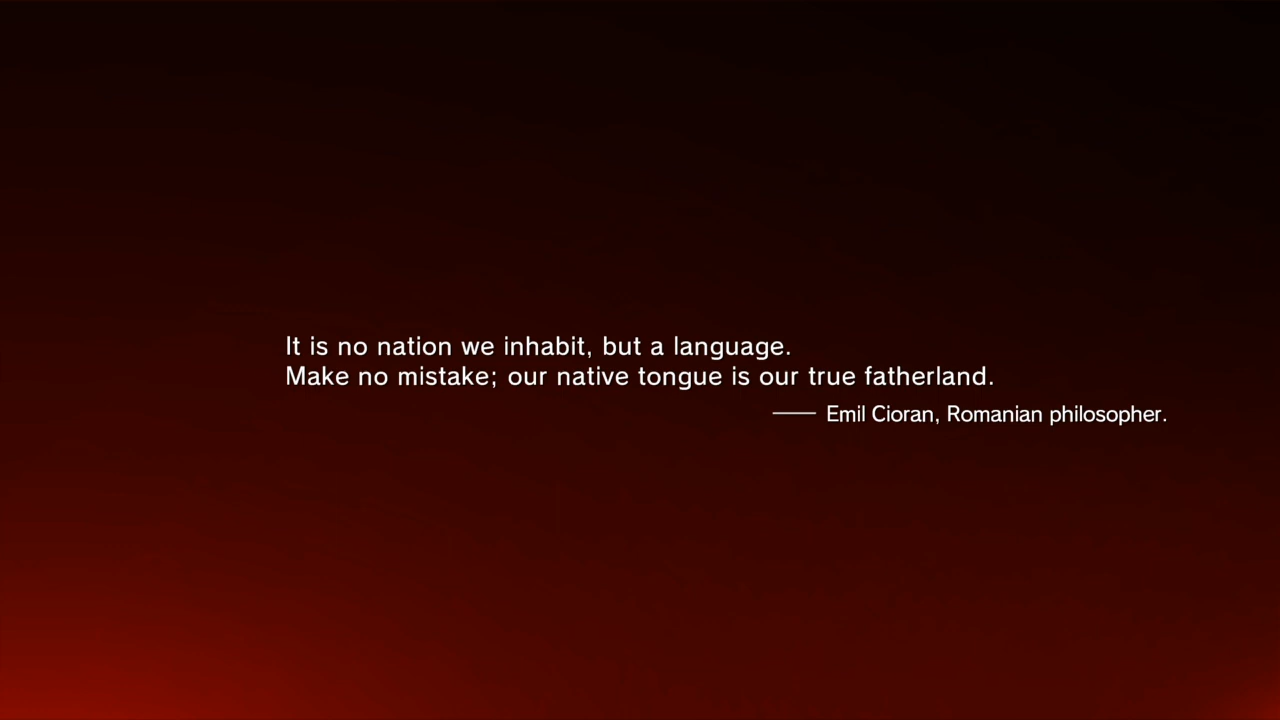 It is no nation we inhabit, but a language.
Make no mistake; our native tongue is our true fatherland.
—— Emil Cioran, Romanian philosopher.